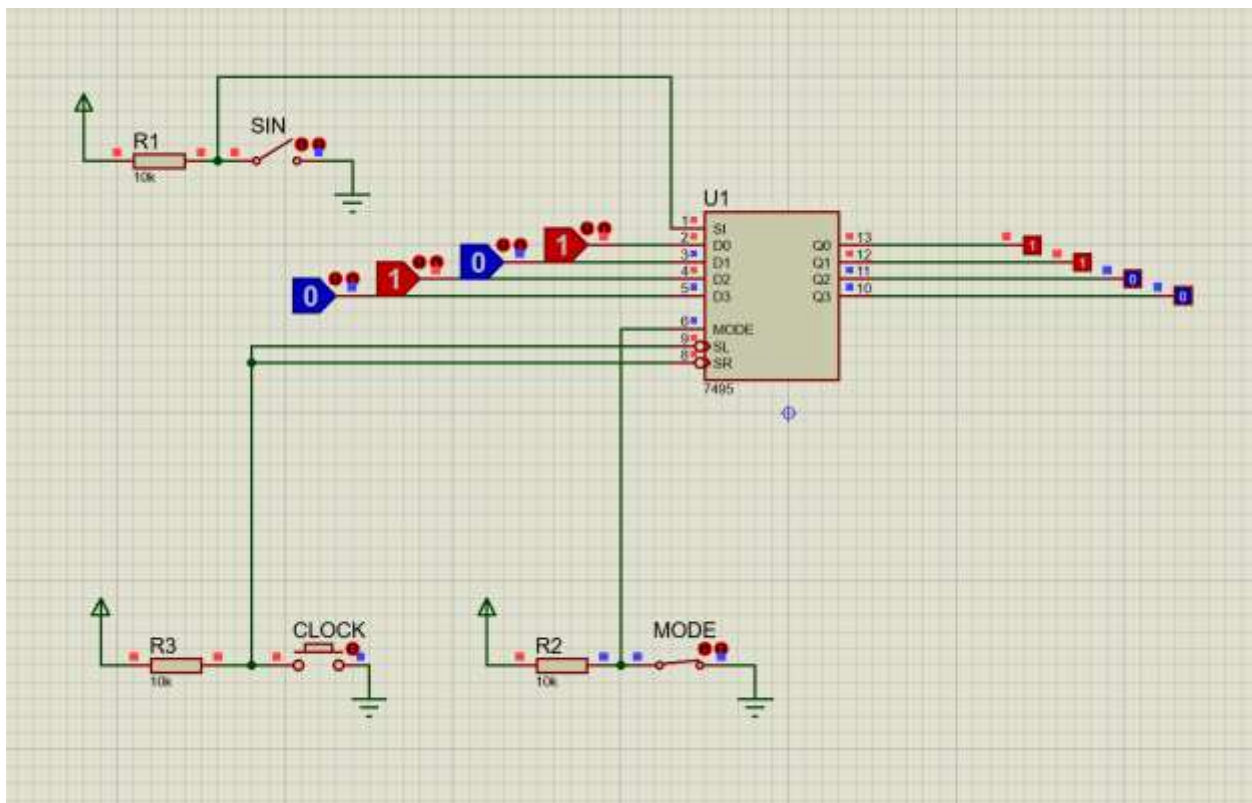 R1
SIN
10k
U1
1 SI
1 2 D0 Q0 13 1
0 3 D1 Q1 12 1
1 4 D2 Q2 11 0
0 5 D3 Q3 10 0
6 MODE
9 SL
8 SR
7495
R3
CLOCK
R2
MODE
10k
10k